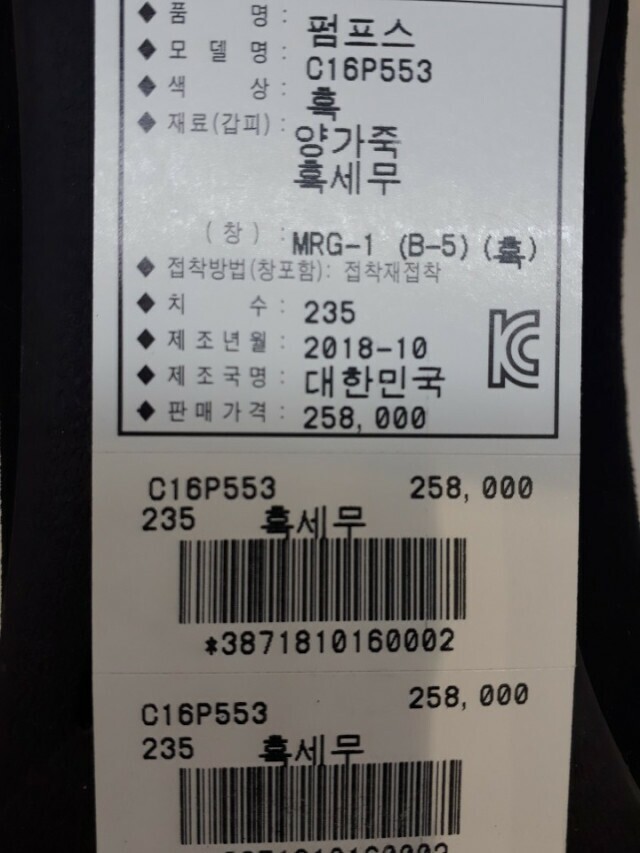 ◆ 품 명 : 펌프스
◆ 모 델 명 : C16P553
◆ 색 상 : 흑
◆ 재료(갑피) : 양가죽
흑세무
(창) : MRG-1 (B-5) (흑)
◆ 접착방법(창포함): 접착재접착
◆ 치 수 : 235
◆ 제조년월 : 2018-10
◆ 제조국명 : 대한민국
◆ 판매가격 : 258,000
KC
C16P553 258,000
235 흑세무
*3871810160002
C16P553 258,000
235 흑세무